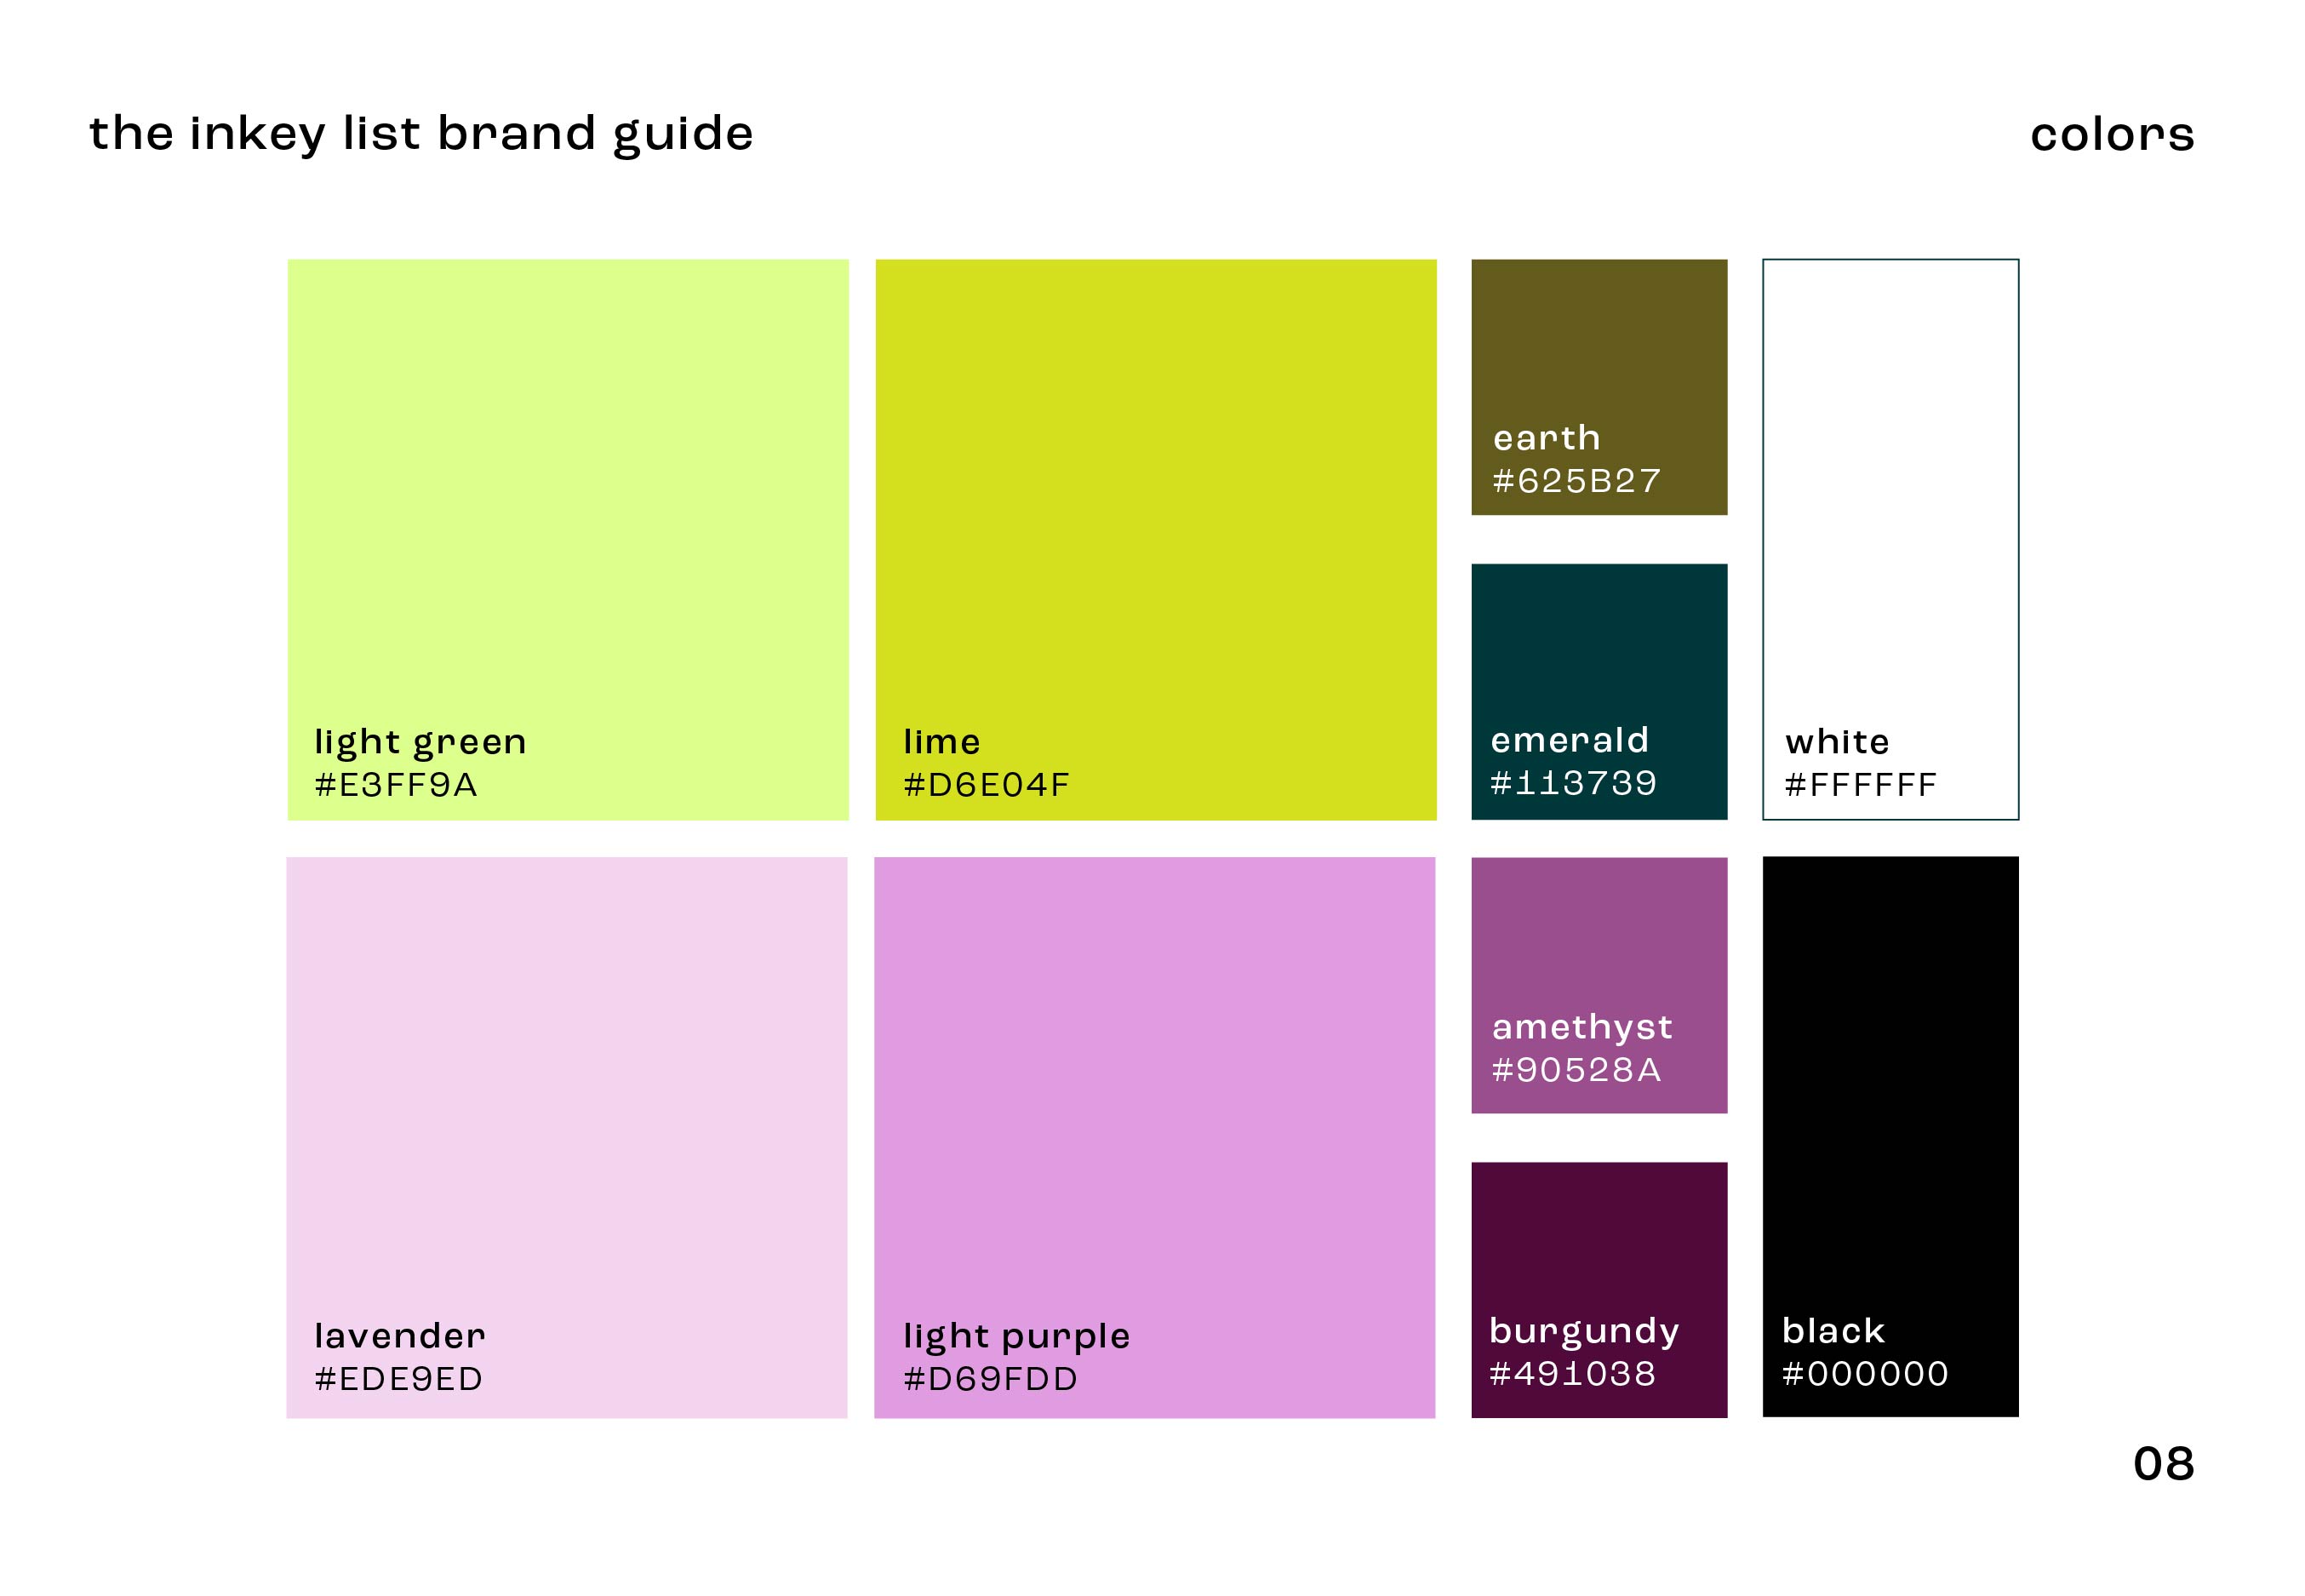 the inkey list brand guide
colors
light green
#E3FF9A
lime
#D6E04F
earth
#625B27
emerald
#113739
white
#FFFFFF
lavender
#EDE9ED
light purple
#D69FDD
amethyst
#90528A
burgundy
#491038
black
#000000
08